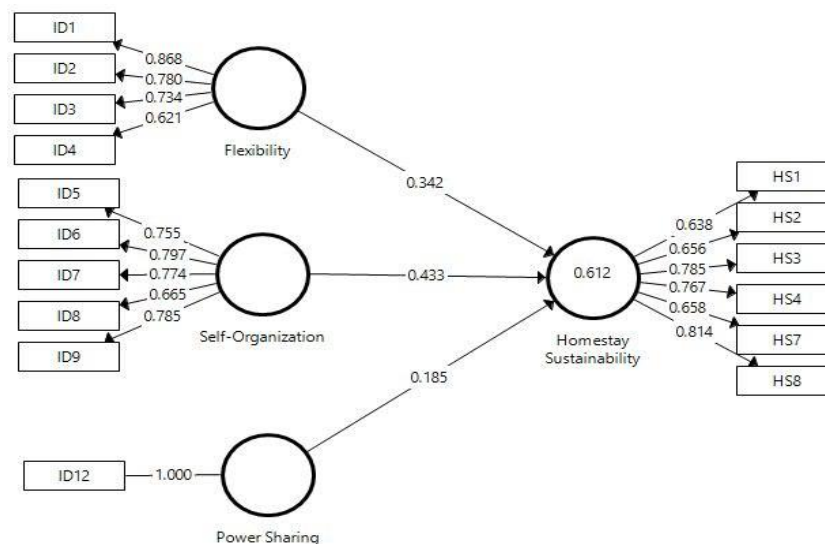 ID1
ID2
ID3
ID4
0.868
0.780
0.734
0.621
Flexibility
0.342
ID5
ID6
ID7
ID8
ID9
0.755
0.797
0.774
0.665
0.785
Self-Organization
0.433
ID12
1.000
Power Sharing
0.185
0.612
Homestay
Sustainability
0.638
0.656
0.785
0.767
0.658
0.814
HS1
HS2
HS3
HS4
HS7
HS8